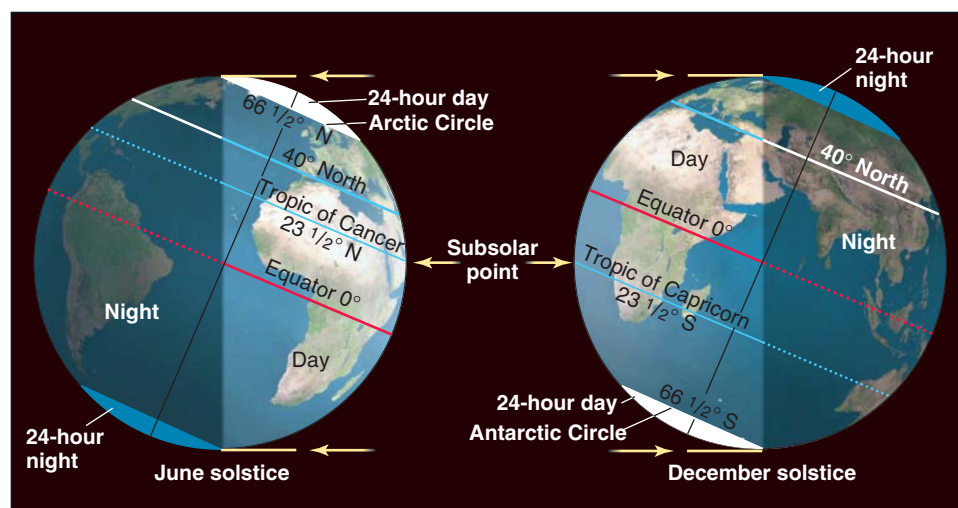 24-hour day
Arctic Circle
66 1/2° N
40° North
Tropic of Cancer
23 1/2° N
Equator 0°
Night
Day
24-hour
night
June solstice
Subsolar
point
24-hour
night
40° North
Day
Equator 0°
Night
Tropic of Capricorn
23 1/2° S
66 1/2° S
24-hour day
Antarctic Circle
December solstice